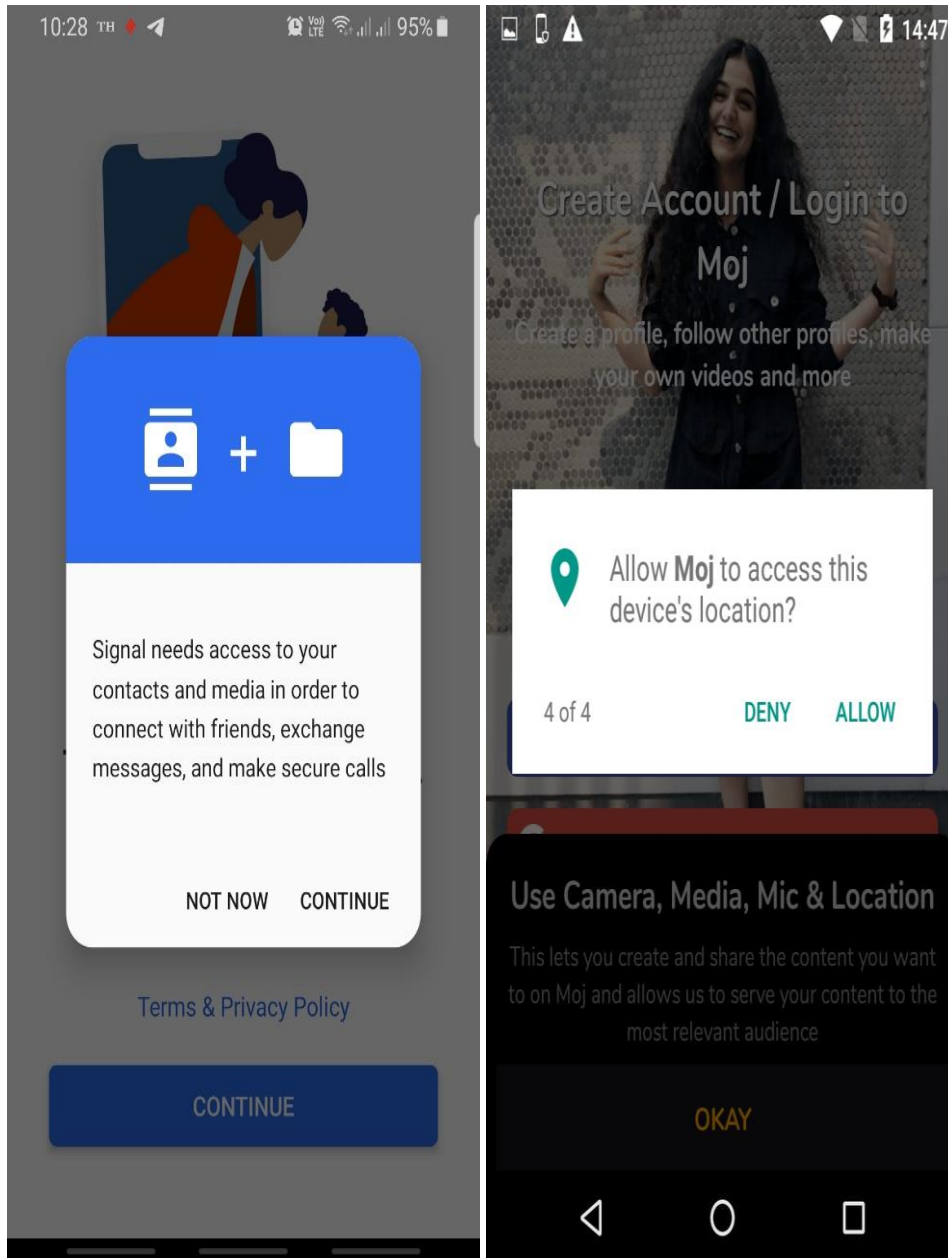 10:28 TH
Vo)) LTE 95%
Signal needs access to your
contacts and media in order to
connect with friends, exchange
messages, and make secure calls
NOT NOW CONTINUE
Terms & Privacy Policy
CONTINUE
14:47
Create Account / Login to
Moj
Create a profile, follow other profiles, make
your own videos and more
Allow Moj to access this
device's location?
4 of 4 DENY ALLOW
Use Camera, Media, Mic & Location
This lets you create and share the content you want
to on Moj and allows us to serve your content to the
most relevant audience
OKAY